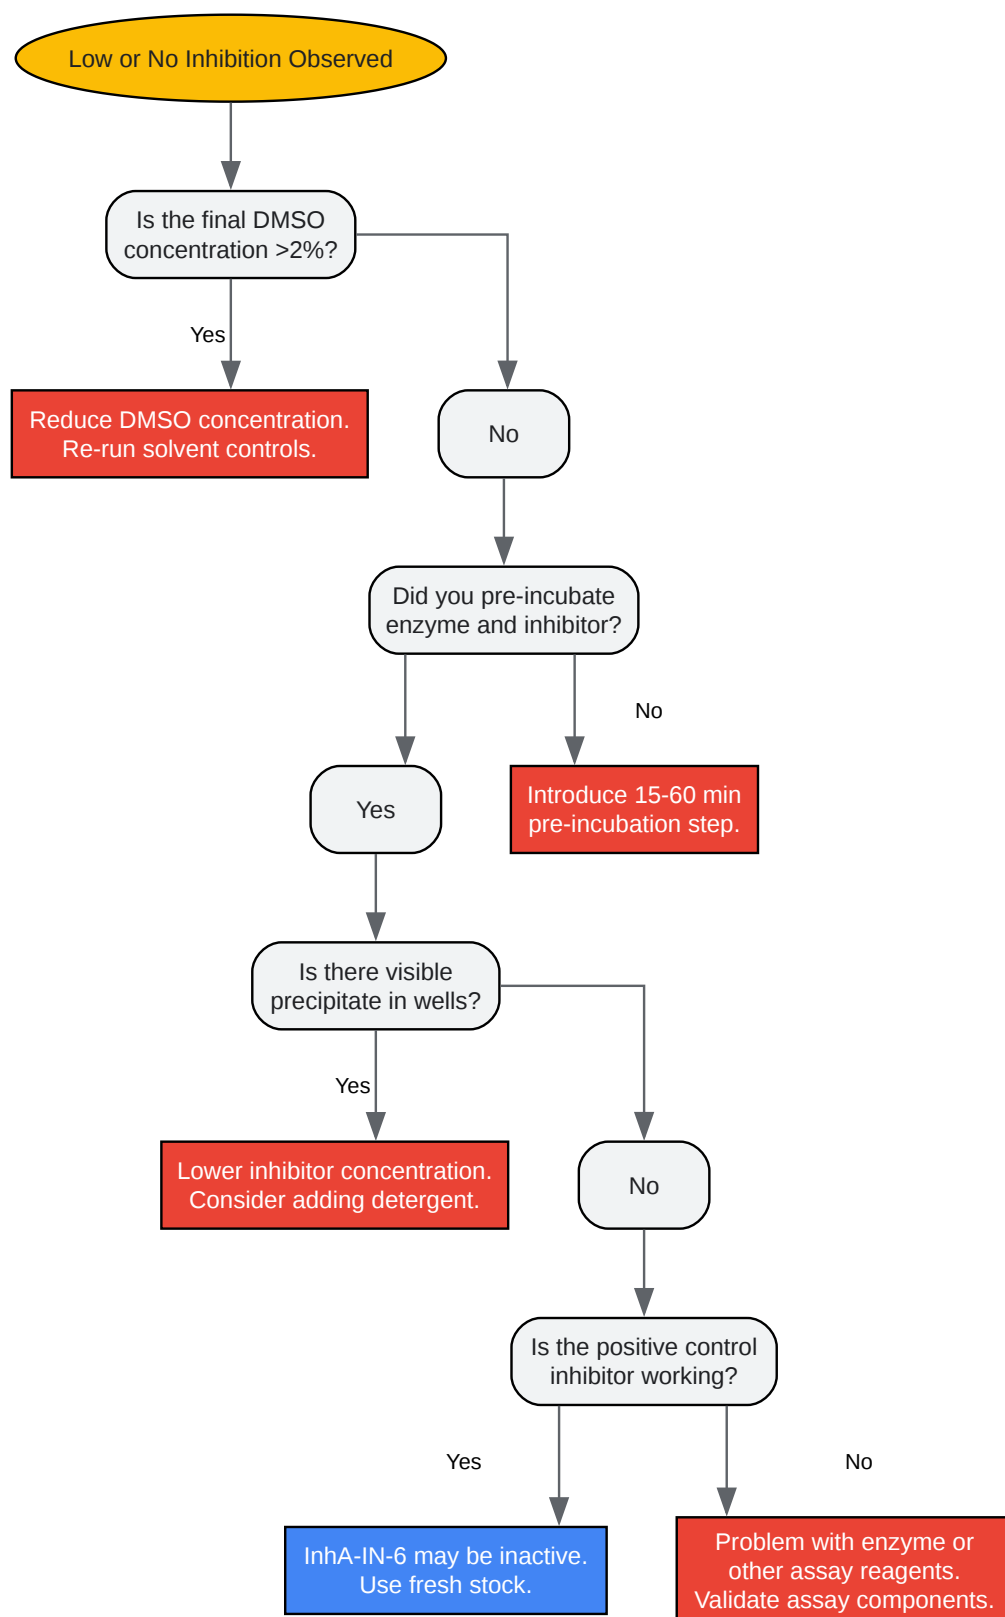 Low or No Inhibition Observed
Is the final DMSO
concentration >2%?
Yes
Reduce DMSO concentration.
Re-run solvent controls.
No
Did you pre-incubate
enzyme and inhibitor?
No
Yes
Introduce 15-60 min
pre-incubation step.
Is there visible
precipitate in wells?
Yes
Lower inhibitor concentration.
Consider adding detergent.
No
Is the positive control
inhibitor working?
Yes
No
InhA-IN-6 may be inactive.
Use fresh stock.
Problem with enzyme or
other assay reagents.
Validate assay components.